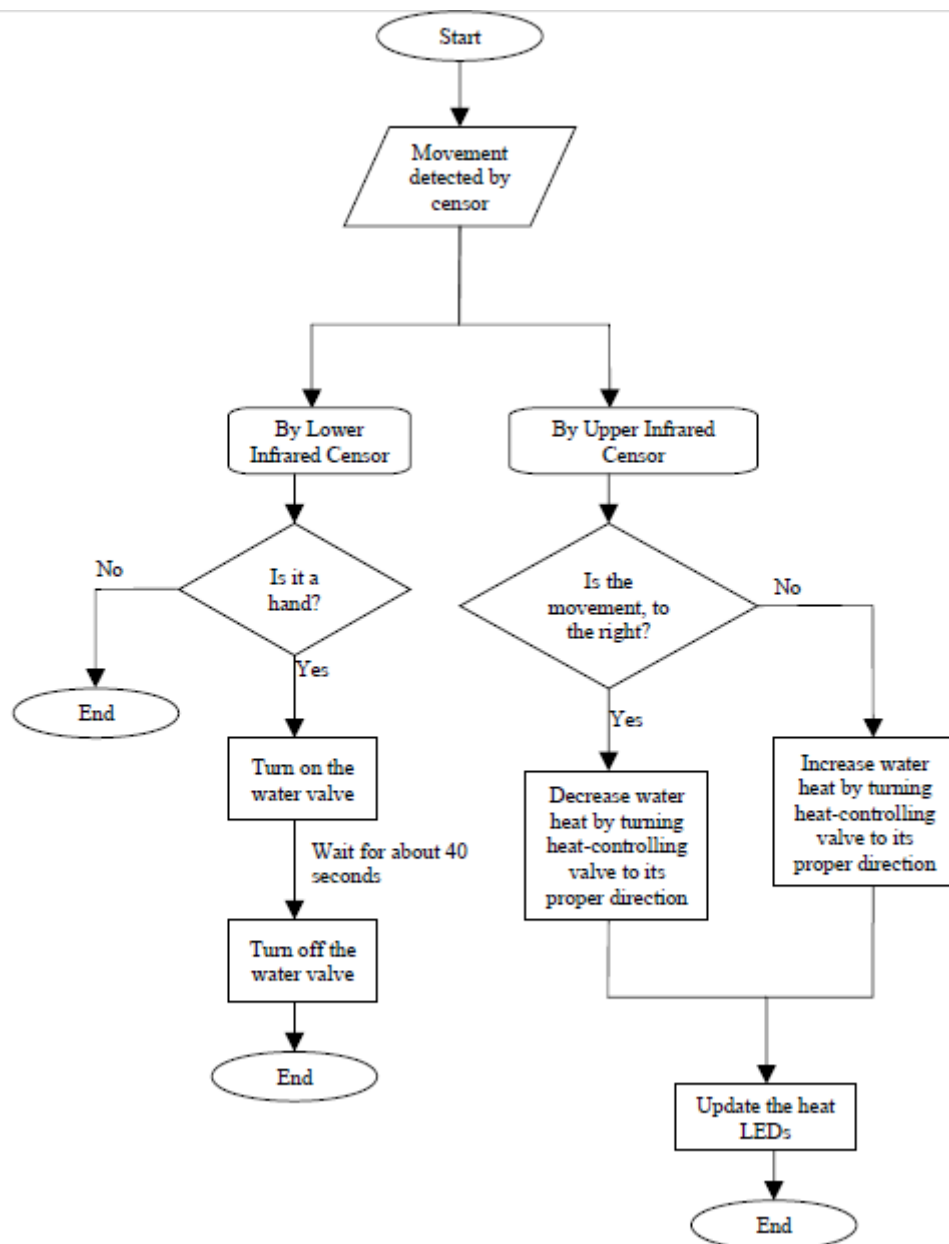 Start
Movement
detected by
censor
By Lower
Infrared Censor
By Upper Infrared
Censor
No
Is it a
hand?
Is the
movement, to
the right?
No
Yes
End
Yes
Turn on the
water valve
Decrease water
heat by turning
heat-controlling
valve to its
proper direction
Increase water
heat by turning
heat-controlling
valve to its
proper direction
Wait for about 40
seconds
Turn off the
water valve
End
Update the heat
LEDs
End